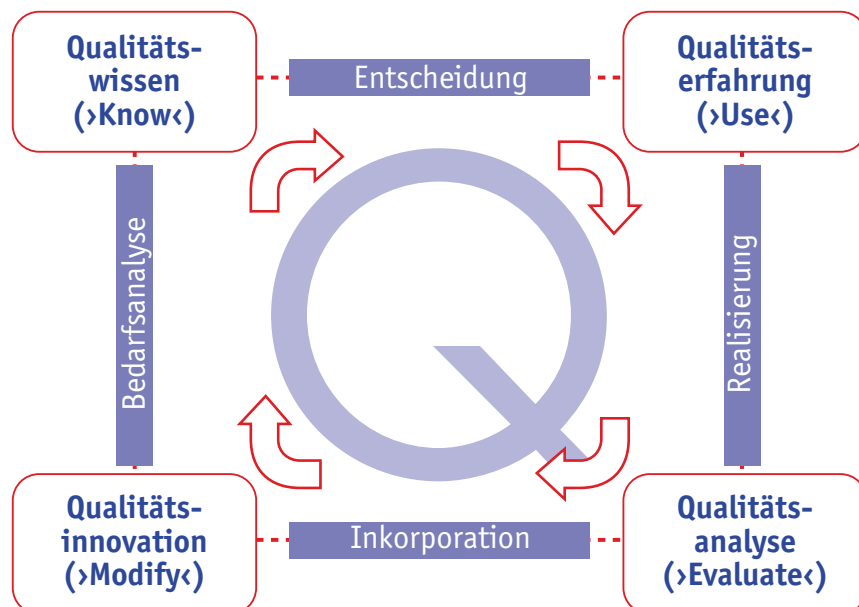 Qualitäts-
wissen
(›Know‹)
Entscheidung
Qualitäts-
erfahrung
(›Use‹)
Bedarfsanalyse
Realisierung
Qualitäts-
innovation
(›Modify‹)
Inkorporation
Qualitäts-
analyse
(›Evaluate‹)
Q